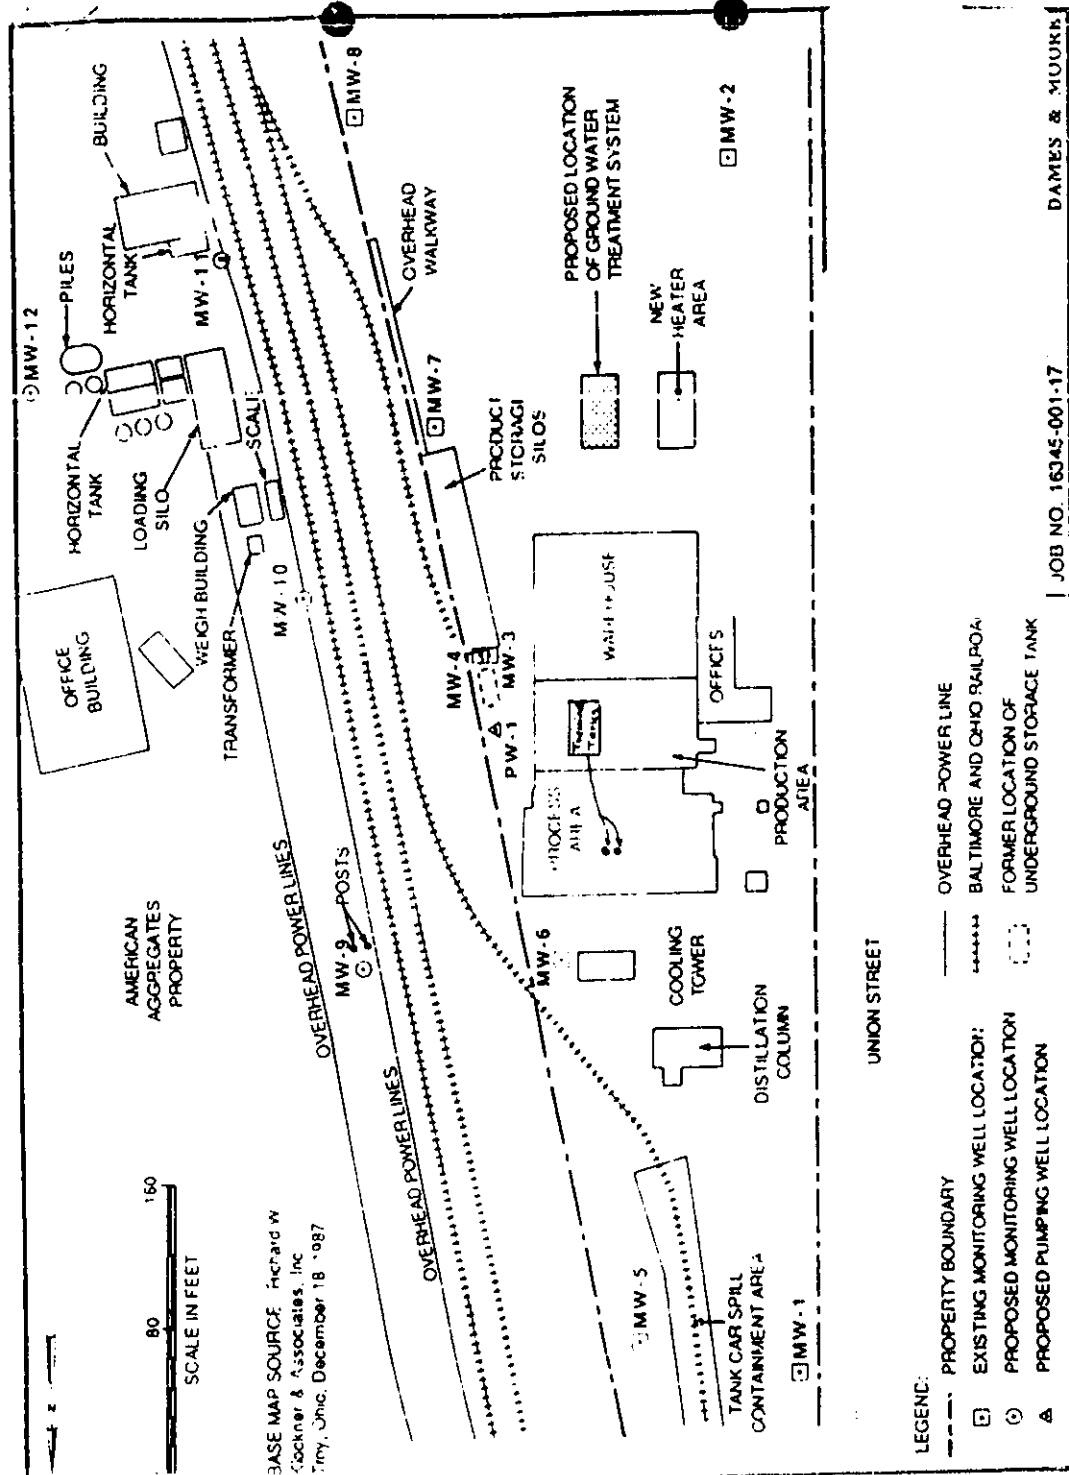 MW-12
PILES
BUILDING
HORIZONTAL
TANK
MW-11
HORIZONTAL
TANK
LOADING
SILO
SCALE
WEIGH BUILDING
TRANSFORMER
OFFICE
BUILDING
MW-10
MW-8
OVERHEAD
WALKWAY
MW-7
PRODUCT
STORAGE
SILOS
MW-2
PROPOSED LOCATION
OF GROUND WATER
TREATMENT SYSTEM
NEW
HEATER
AREA
MW-4
MW-3
PW-1
WAREHOUSE
OFFICES
PRODUCTION
AREA
PROCESS
AREA
AMERICAN
AGGREGATES
PROPERTY
OVERHEAD POWER LINES
POSTS
MW-9
MW-6
COOLING
TOWER
DISTILLATION
COLUMN
OVERHEAD POWER LINES
MW-5
TANK CAR SPILL
CONTAINMENT AREA
MW-1
UNION STREET
z
80 160
SCALE IN FEET
BASE MAP SOURCE Richard W
& Associates, Inc
Troy, Ohio, December 18 1987
LEGEND:
PROPERTY BOUNDARY
EXISTING MONITORING WELL LOCATION
PROPOSED MONITORING WELL LOCATION
PROPOSED PUMPING WELL LOCATION
OVERHEAD POWER LINE
BALTIMORE AND OHIO RAILROA
FORMER LOCATION OF
UNDERGROUND STORAGE TANK
JOB NO. 16345-001-17
DAMES & MOORE